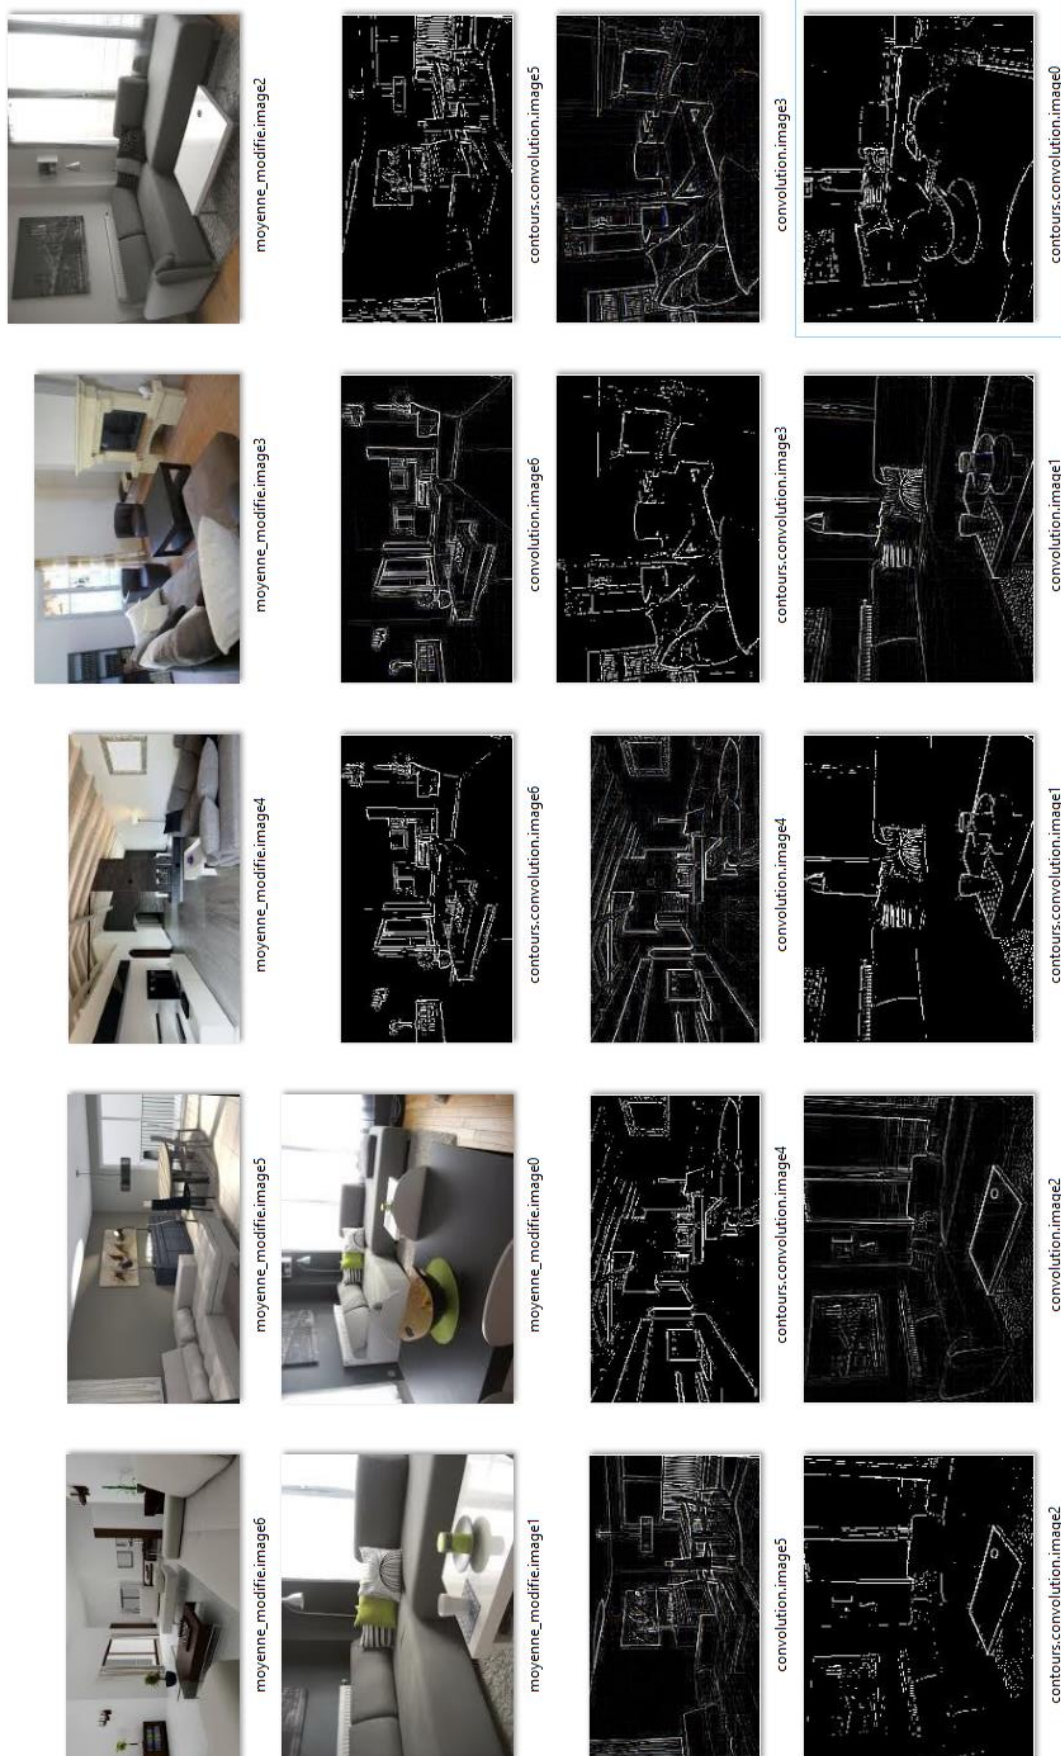 moyenne_modifie.image6
moyenne_modifie.image5
moyenne_modifie.image4
moyenne_modifie.image3
moyenne_modifie.image2
moyenne_modifie.image1
moyenne_modifie.image0
contours.convolution.image6
convolution.image6
contours.convolution.image5
convolution.image5
contours.convolution.image4
convolution.image4
contours.convolution.image3
convolution.image3
contours.convolution.image2
convolution.image2
contours.convolution.image1
convolution.image1
contours.convolution.image0